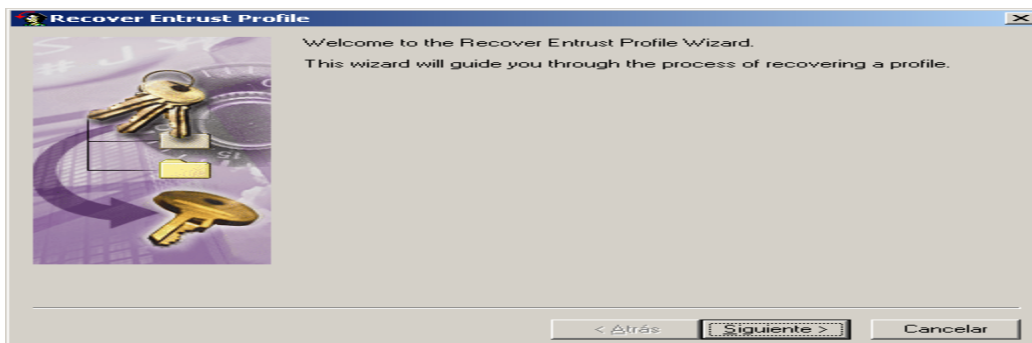 Recover Entrust Profile
Welcome to the Recover Entrust Profile Wizard.
This wizard will guide you through the process of recovering a profile.
< Atrás
Siguiente >
Cancelar